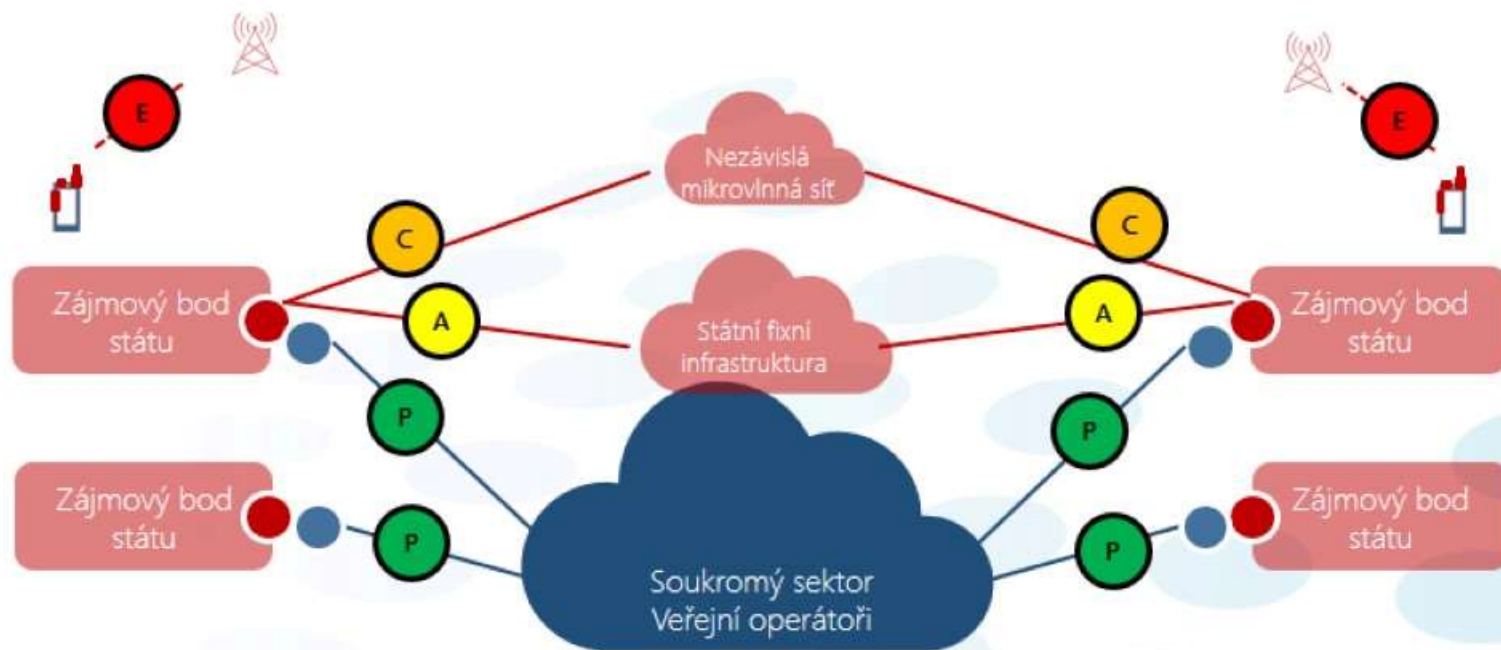 E
E
Nezávislá
mikrovlnná síť
C
C
Zájmový bod
státu
A
Státní fixní
infrastruktura
A
Zájmový bod
státu
P
P
Zájmový bod
státu
P
Soukromý sektor
Veřejní operátoři
P
Zájmový bod
státu